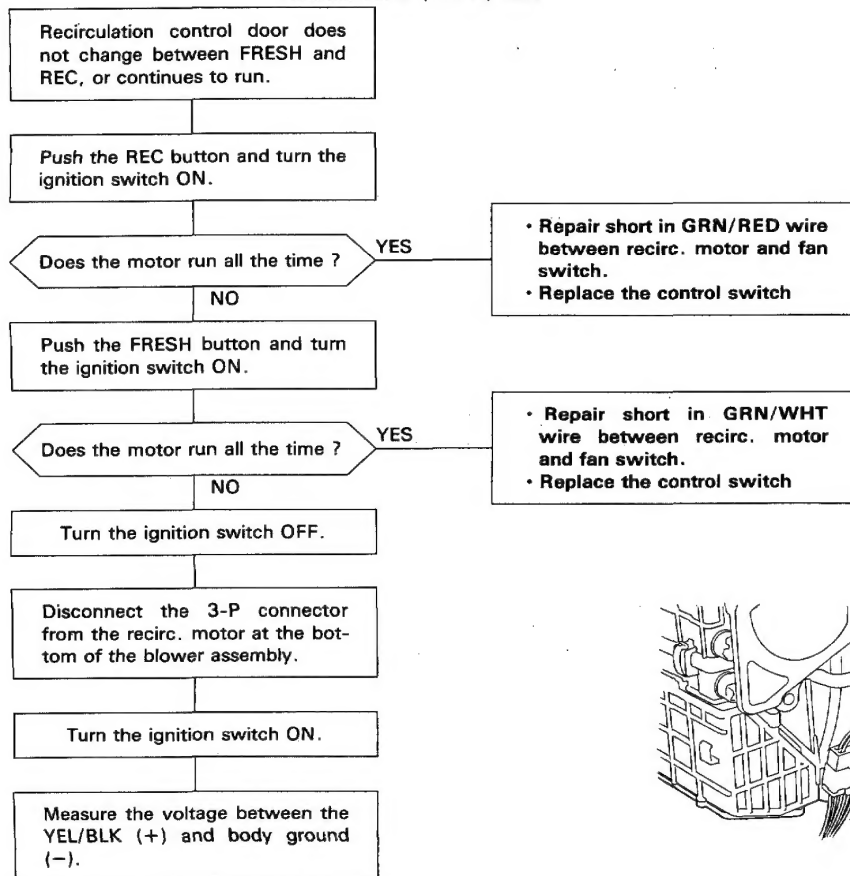 Recirculation control door does
not change between FRESH and
REC, or continues to run.
Push the REC button and turn the
ignition switch ON.
Does the motor run all the time ?
YES
• Repair short in GRN/RED wire
between recirc. motor and fan
switch.
• Replace the control switch
NO
Push the FRESH button and turn
the ignition switch ON.
Does the motor run all the time ?
YES
• Repair short in GRN/WHT
wire between recirc. motor
and fan switch.
• Replace the control switch
NO
Turn the ignition switch OFF.
Disconnect the 3-P connector
from the recirc. motor at the bot-
tom of the blower assembly.
Turn the ignition switch ON.
Measure the voltage between the
YEL/BLK (+) and body ground
(−).